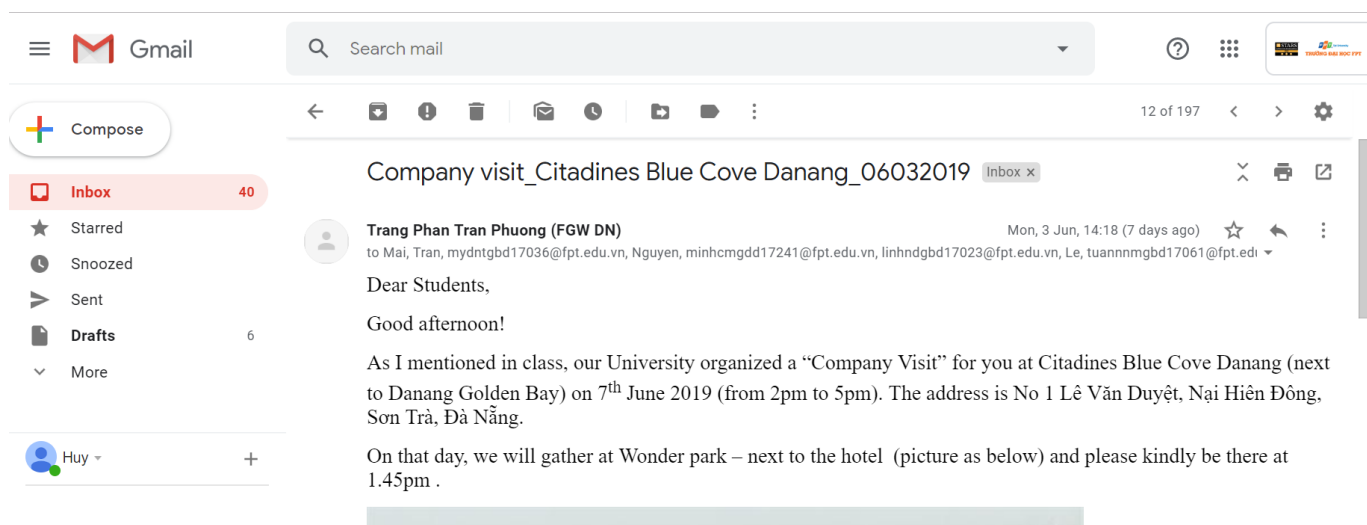 Gmail
Search mail
TRƯỜNG ĐẠI HỌC FPT
Compose
12 of 197
Company visit_Citadines Blue Cove Danang_06032019 Inbox x
Inbox 40
Starred
Snoozed
Sent
Drafts 6
More
Huy
Trang Phan Tran Phuong (FGW DN) Mon, 3 Jun, 14:18 (7 days ago)
to Mai, Tran, mydntgbd17036@fpt.edu.vn, Nguyen, minhcmgdd17241@fpt.edu.vn, linhndgbd17023@fpt.edu.vn, Le, tuannnmgbd17061@fpt.edu
Dear Students,
Good afternoon!
As I mentioned in class, our University organized a “Company Visit” for you at Citadines Blue Cove Danang (next
to Danang Golden Bay) on 7th June 2019 (from 2pm to 5pm). The address is No 1 Lê Văn Duyệt, Nại Hiên Đông,
Sơn Trà, Đà Nẵng.
On that day, we will gather at Wonder park – next to the hotel (picture as below) and please kindly be there at
1.45pm .